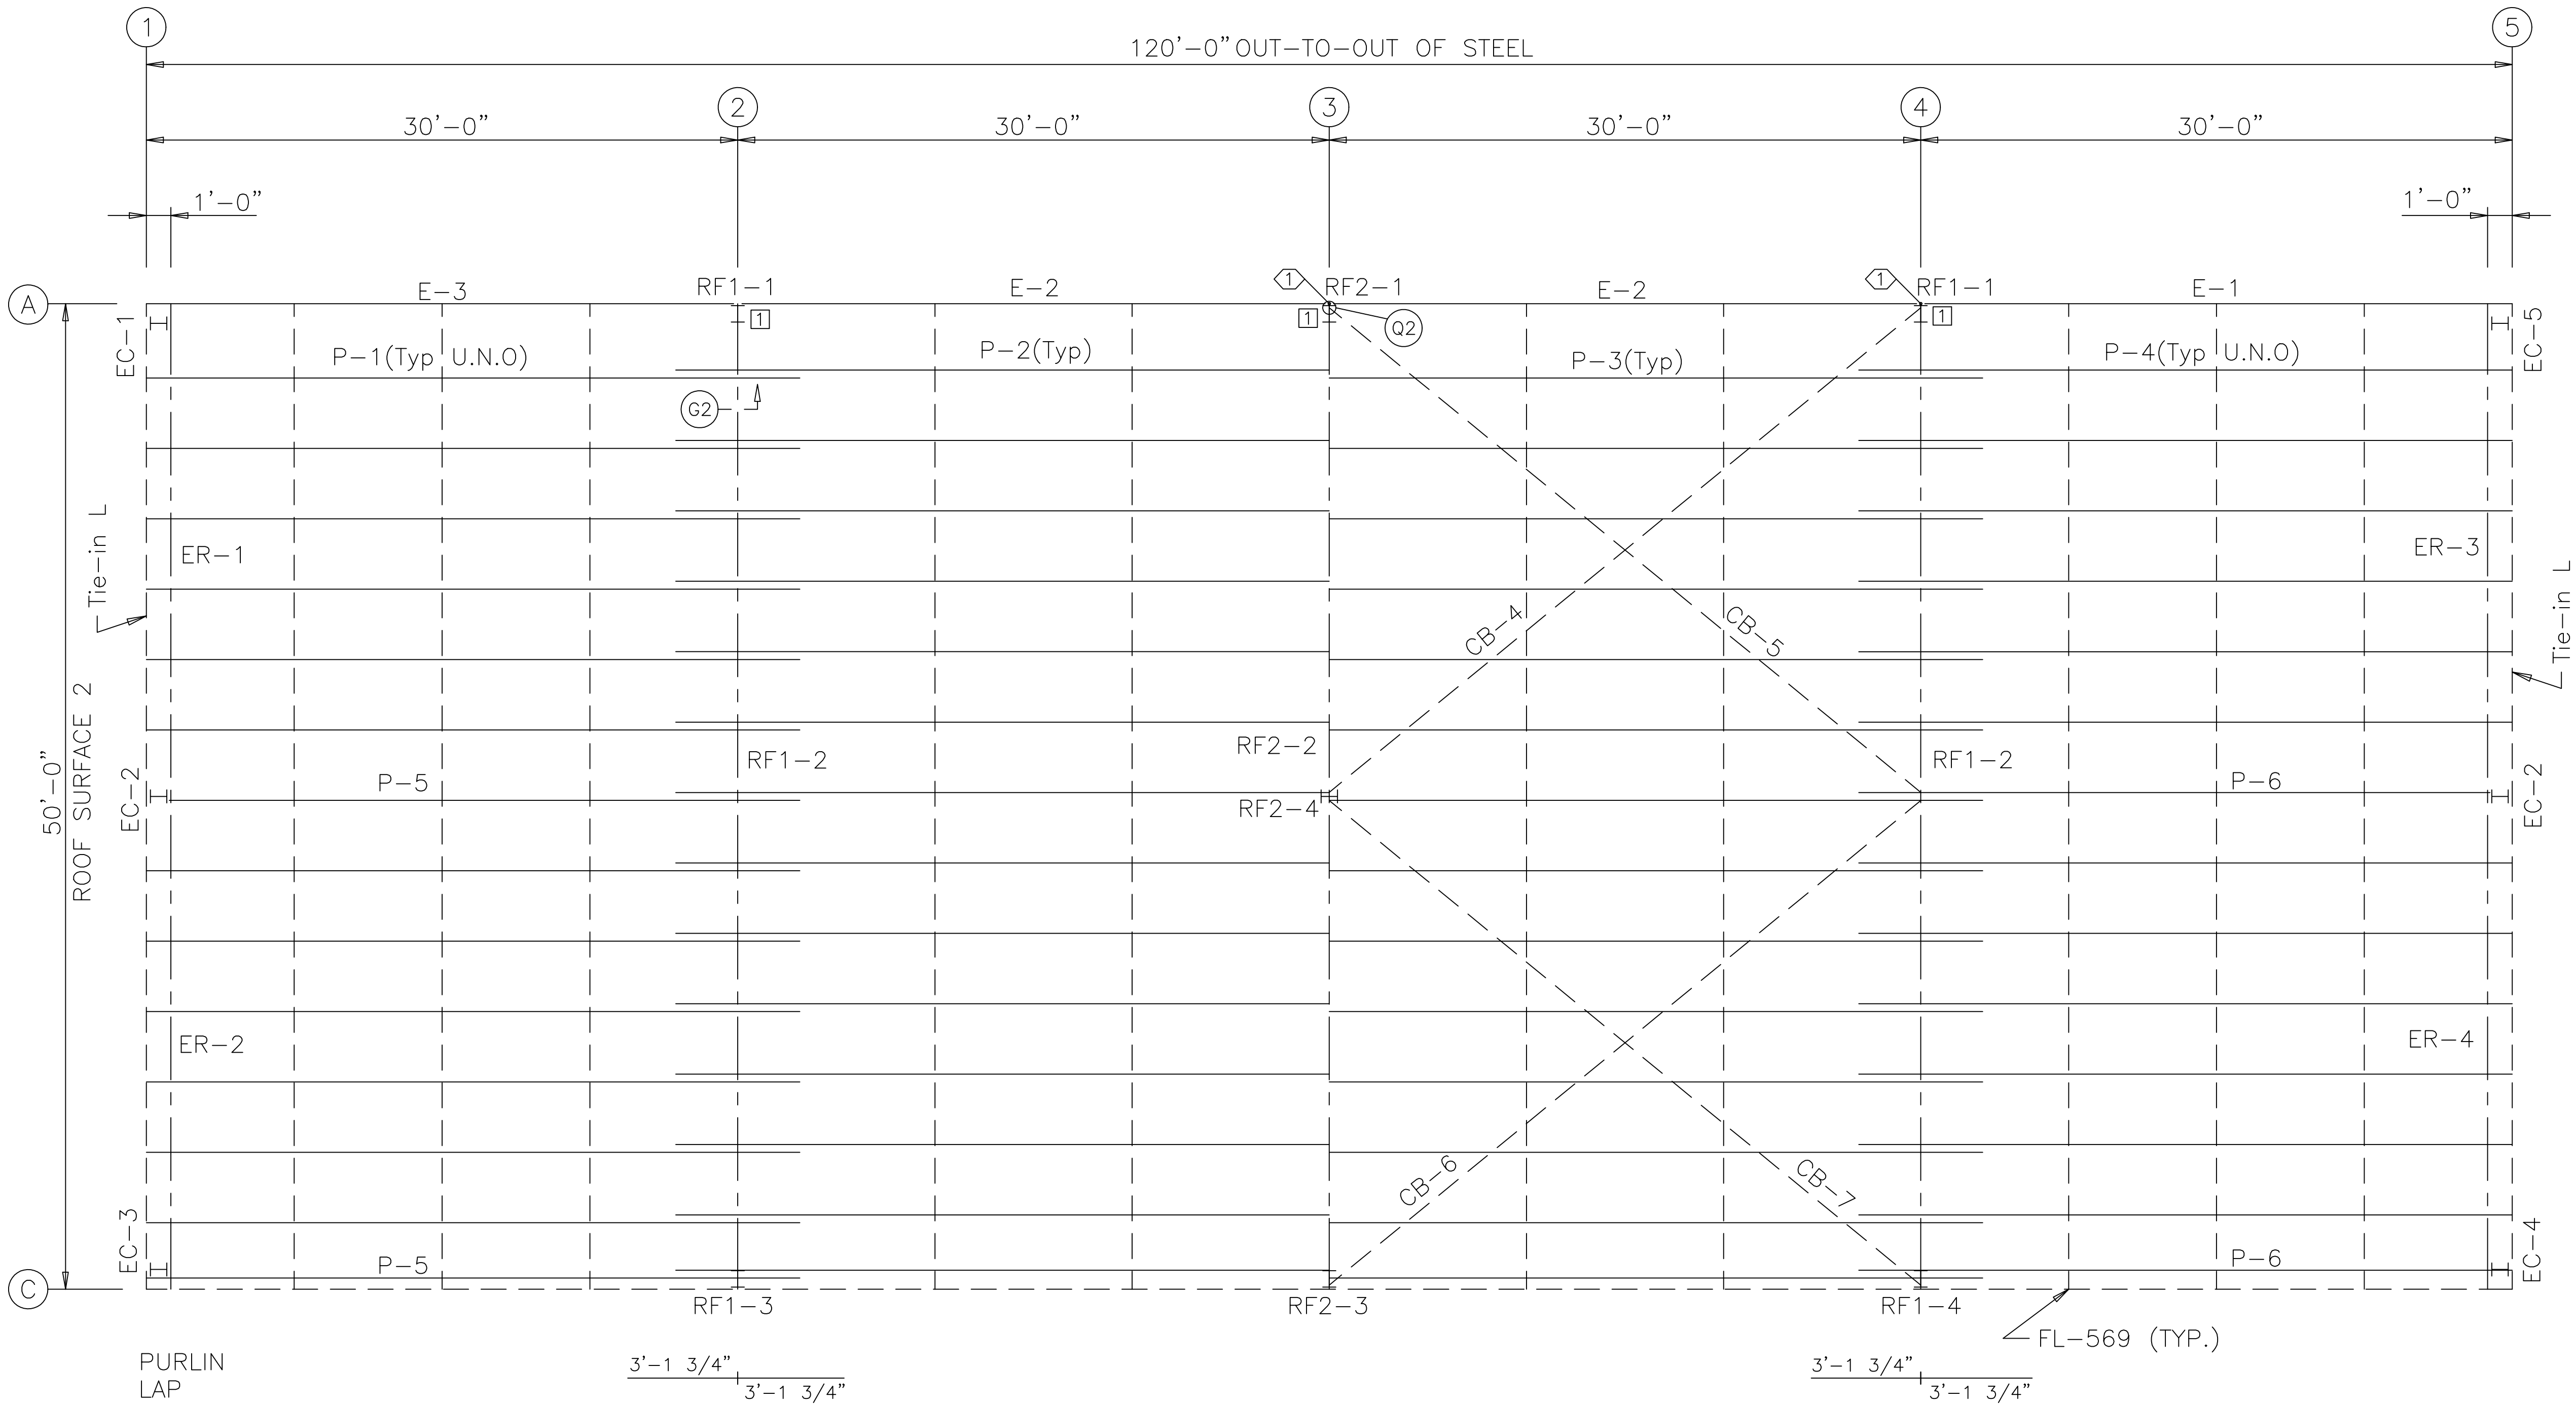 1
5
120'-0" OUT-TO-OUT OF STEEL
2
3
4
30'-0"
30'-0"
30'-0"
30'-0"
1'-0"
1'-0"
A
E-3
RF1-1
E-2
1
RF2-1
E-2
1
RF1-1
E-1
EC-1
1
1
Q2
1
EC-5
P-1(Typ U.N.O)
P-2(Typ)
P-3(Typ)
P-4(Typ U.N.O)
G2
Tie-in L
ER-1
ER-3
Tie-in L
CB-4
CB-5
50'-0"
ROOF SURFACE 2
EC-2
RF1-2
RF2-2
RF1-2
P-5
RF2-4
P-6
EC-2
ER-2
ER-4
CB-6
CB-7
EC-3
P-5
P-6
EC-4
C
RF1-3
RF2-3
RF1-4
FL-569 (TYP.)
PURLIN
LAP
3'-1 3/4"
3'-1 3/4"
3'-1 3/4"
3'-1 3/4"